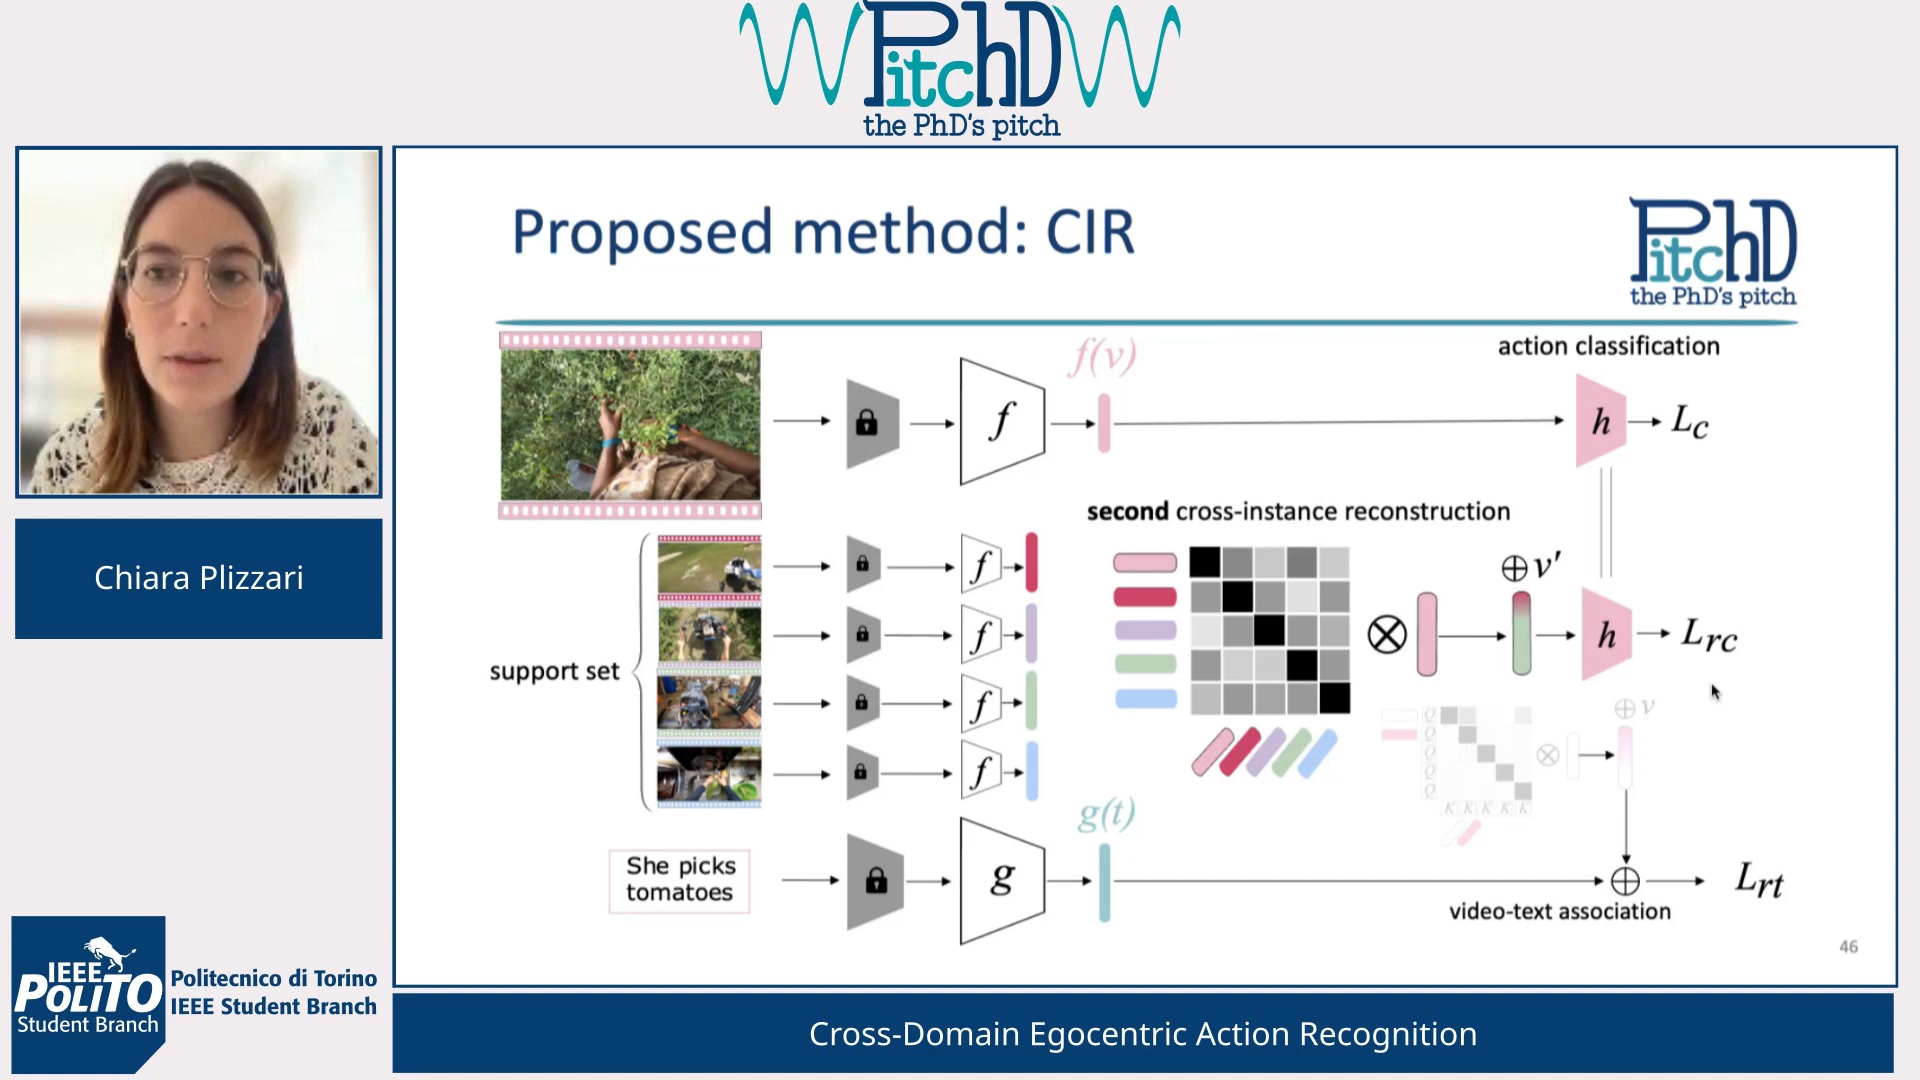 PitchD
the PhD's pitch
Chiara Plizzari
Proposed method: CIR
PitchD
the PhD's pitch
action classification
f(v)
f
h
Lc
second cross-instance reconstruction
support set
f
f
f
f
⊕ v′
⊗
h
Lrc
⊕ v
Q
Q
Q
Q
Q
⊗
K K K K K
g(t)
She picks
tomatoes
g
⊕
Lrt
video-text association
46
IEEE
POLITO
Student Branch
Politecnico di Torino
IEEE Student Branch
Cross-Domain Egocentric Action Recognition